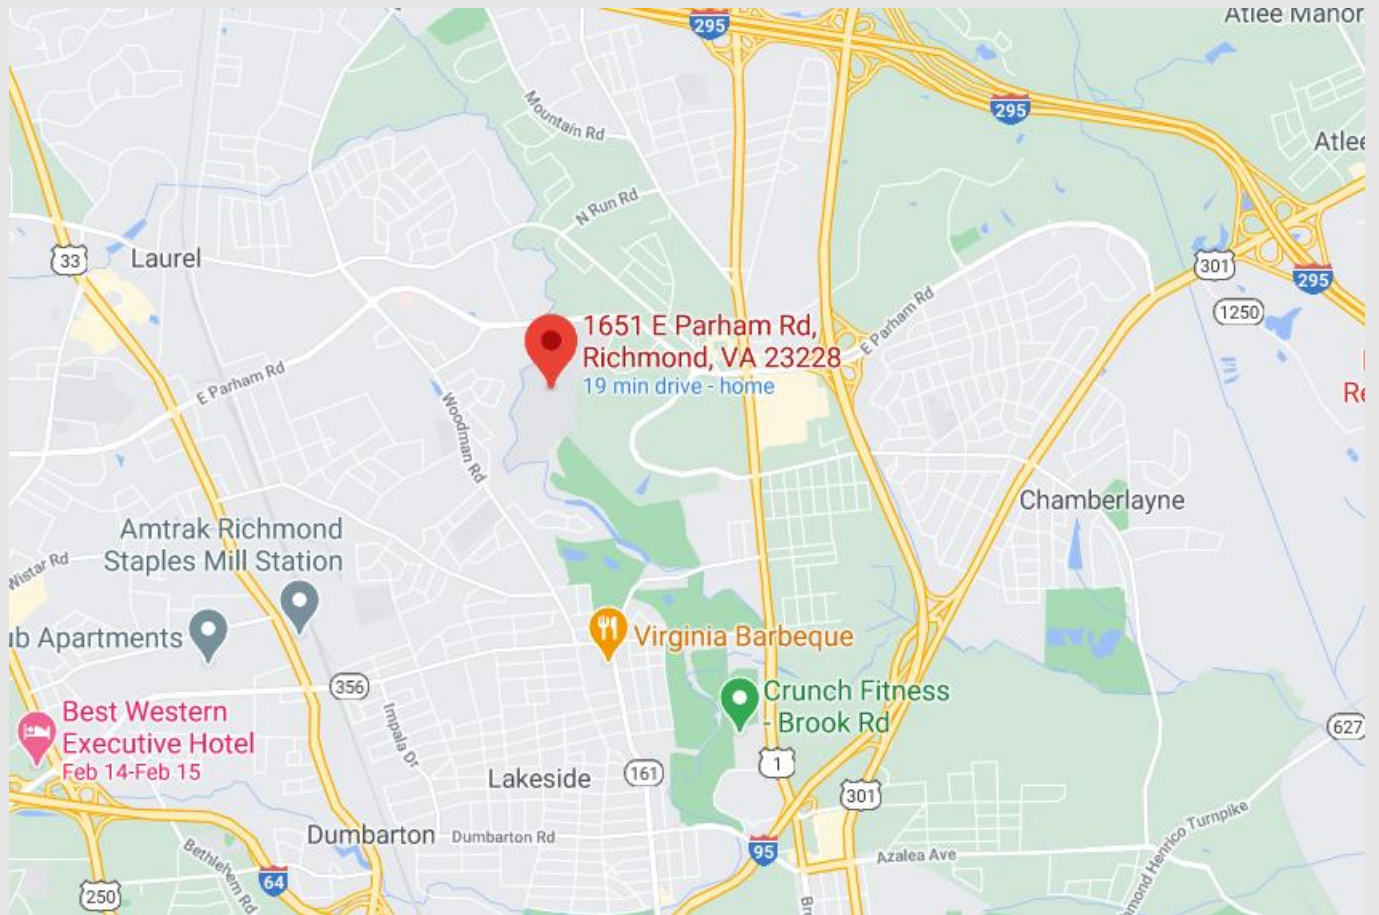 295
Atlee Manor
Mountain Rd
295
N Run Rd
33
Laurel
301
295
1250
1651 E Parham Rd,
Richmond, VA 23228
19 min drive - home
E Parham Rd
E Parham Rd
Woodman Rd
Chamberlayne
Amtrak Richmond
Staples Mill Station
Wistar Rd
ub Apartments
Virginia Barbeque
356
Crunch Fitness
- Brook Rd
Best Western
Executive Hotel
Feb 14-Feb 15
Impala Dr
627
1
161
Lakeside
301
Dumbarton
Dumbarton Rd
95
Azalea Ave
mond Henrico Turnpike
Bethlehem Rd
64
250